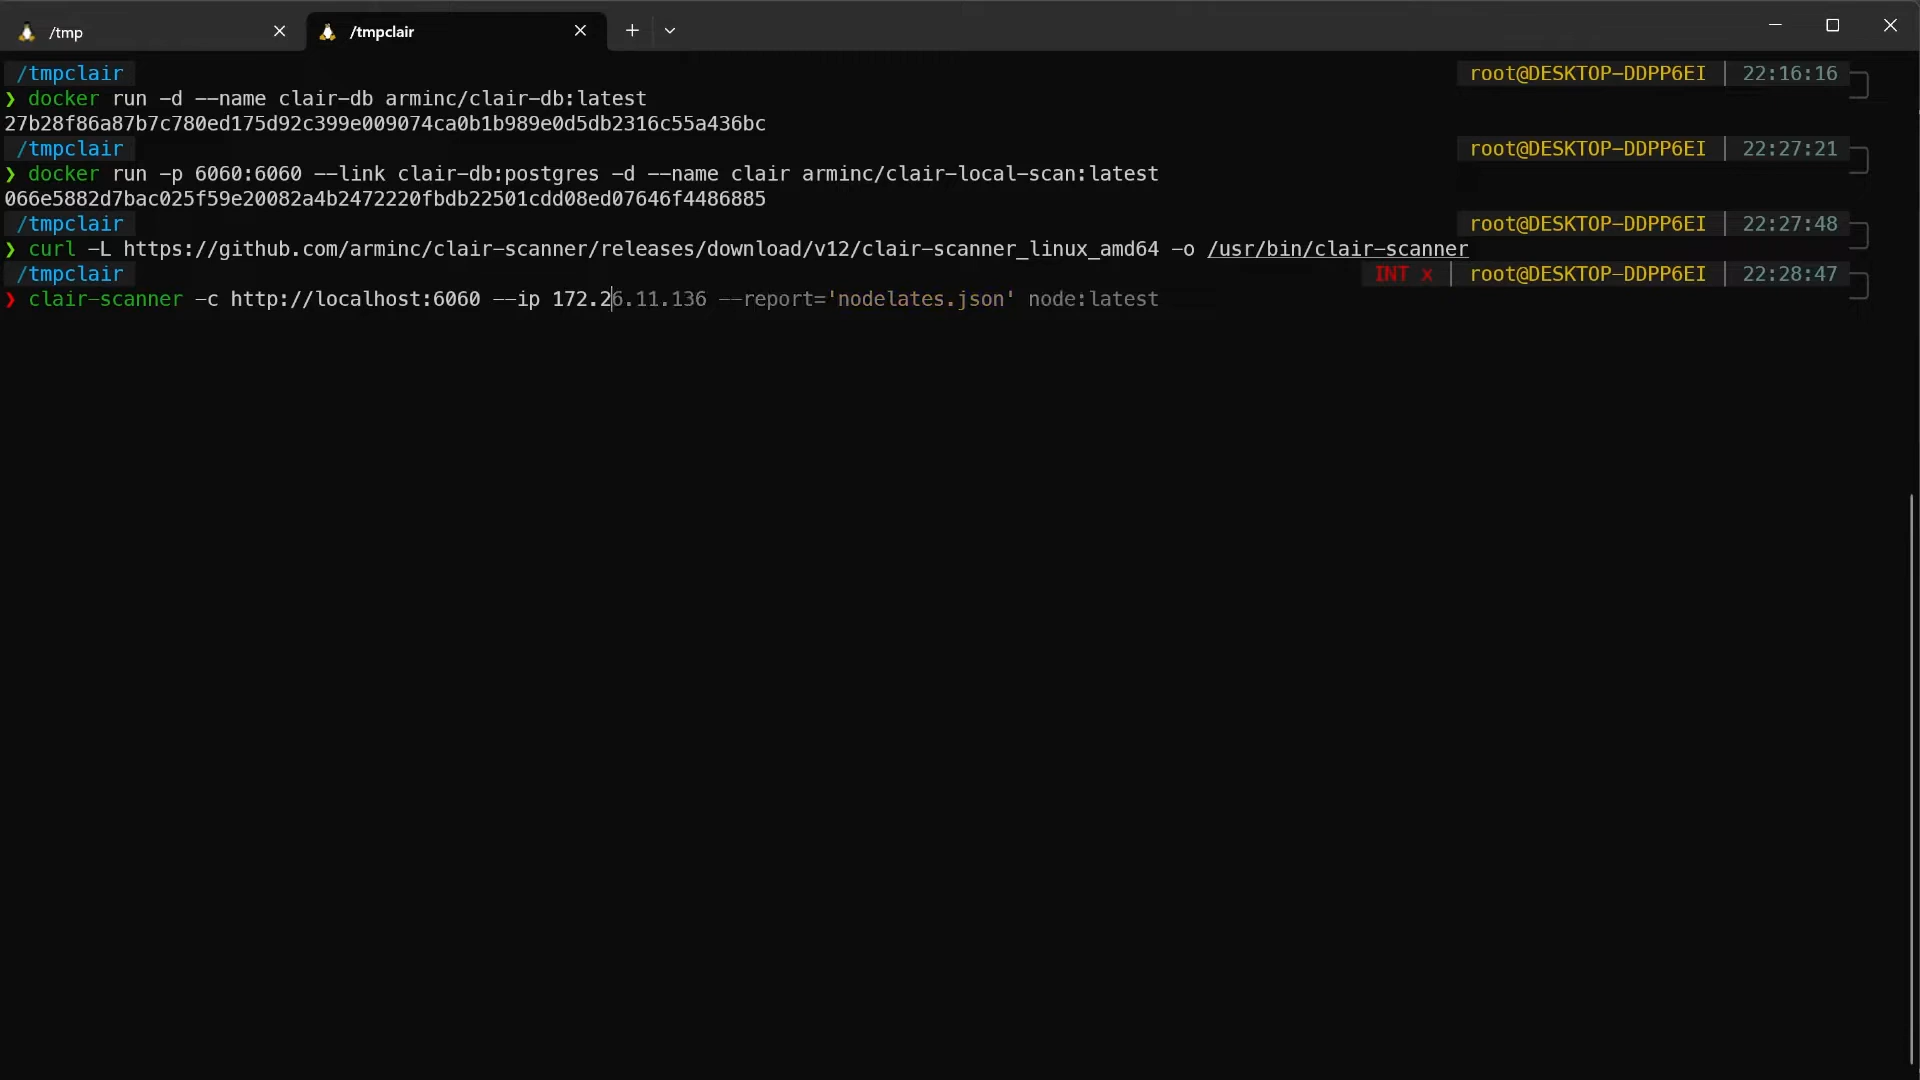 /tmp
/tmpclair
/tmpclair root@DESKTOP-DDPP6EI | 22:16:16
❯ docker run -d --name clair-db arminc/clair-db:latest
27b28f86a87b7c780ed175d92c399e009074ca0b1b989e0d5db2316c55a436bc
/tmpclair root@DESKTOP-DDPP6EI | 22:27:21
❯ docker run -p 6060:6060 --link clair-db:postgres -d --name clair arminc/clair-local-scan:latest
066e5882d7bac025f59e20082a4b2472220fbdb22501cdd08ed07646f4486885
/tmpclair root@DESKTOP-DDPP6EI | 22:27:48
❯ curl -L https://github.com/arminc/clair-scanner/releases/download/v12/clair-scanner_linux_amd64 -o /usr/bin/clair-scanner
/tmpclair INT x | root@DESKTOP-DDPP6EI | 22:28:47
❯ clair-scanner -c http://localhost:6060 --ip 172.26.11.136 --report='nodelates.json' node:latest